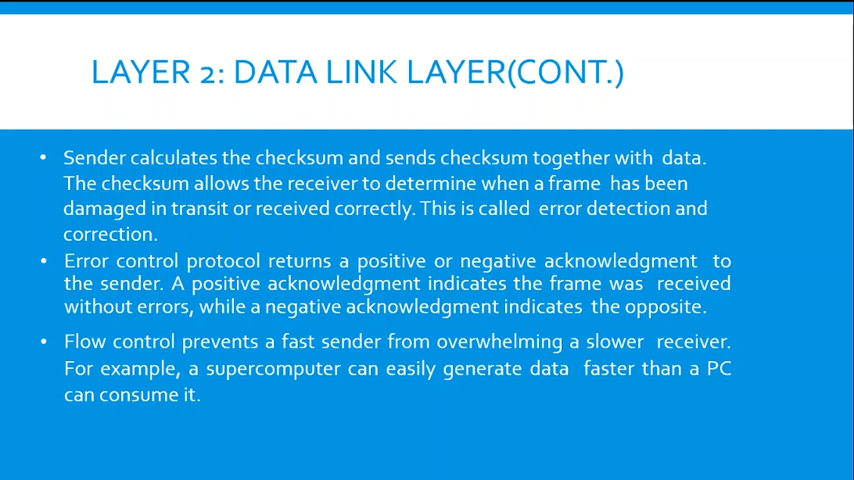 LAYER 2: DATA LINK LAYER(CONT.)
• Sender calculates the checksum and sends checksum together with data.
The checksum allows the receiver to determine when a frame has been
damaged in transit or received correctly. This is called error detection and
correction.
• Error control protocol returns a positive or negative acknowledgment to
the sender. A positive acknowledgment indicates the frame was received
without errors, while a negative acknowledgment indicates the opposite.
• Flow control prevents a fast sender from overwhelming a slower receiver.
For example, a supercomputer can easily generate data faster than a PC
can consume it.